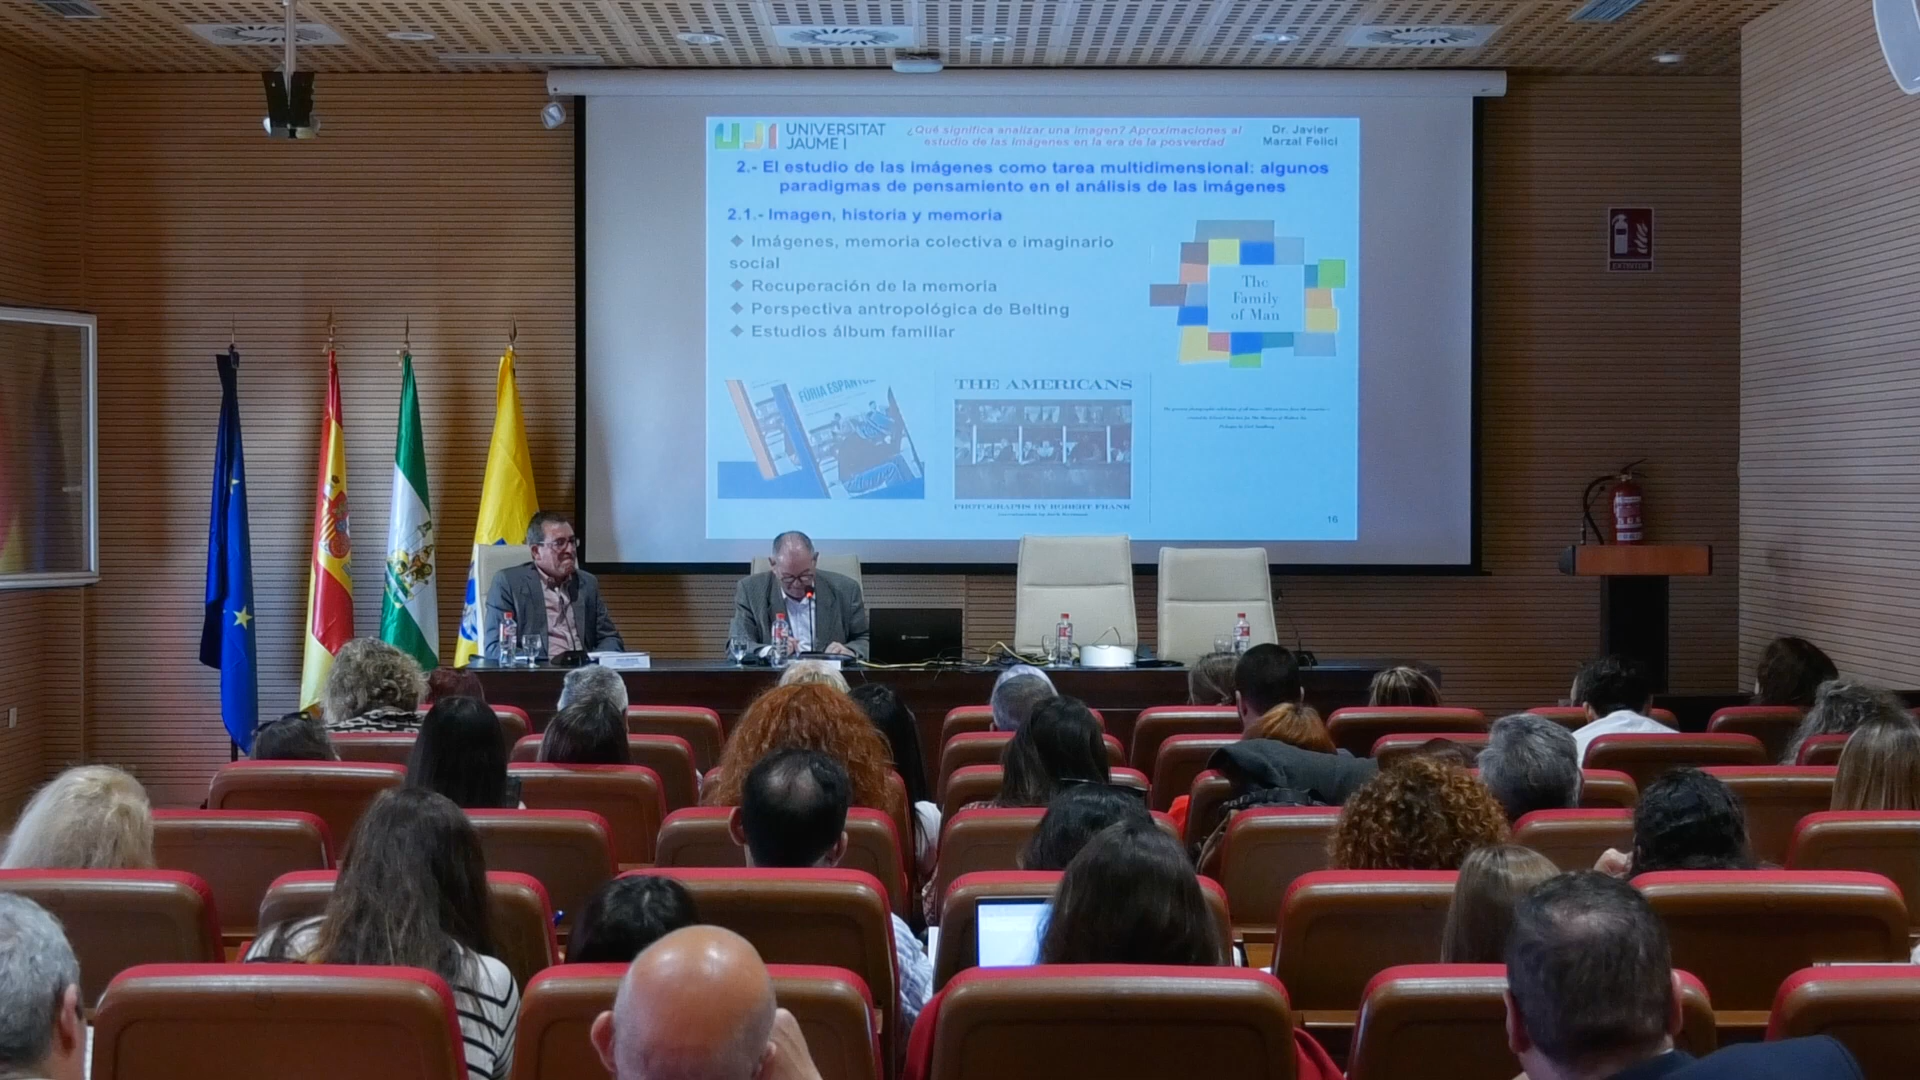 UJI UNIVERSITAT
JAUME I
¿Qué significa analizar una imagen? Aproximaciones al
estudio de las imágenes en la era de la posverdad
Dr. Javier
Marzal Felici
2.- El estudio de las imágenes como tarea multidimensional: algunos
paradigmas de pensamiento en el análisis de las imágenes
2.1.- Imagen, historia y memoria
❖ Imágenes, memoria colectiva e imaginario
social
❖ Recuperación de la memoria
❖ Perspectiva antropológica de Belting
❖ Estudios álbum familiar
The
Family
of Man
FÚRIA ESPANYOLA
THE AMERICANS
PHOTOGRAPHS BY ROBERT FRANK
16
EXTINTOR